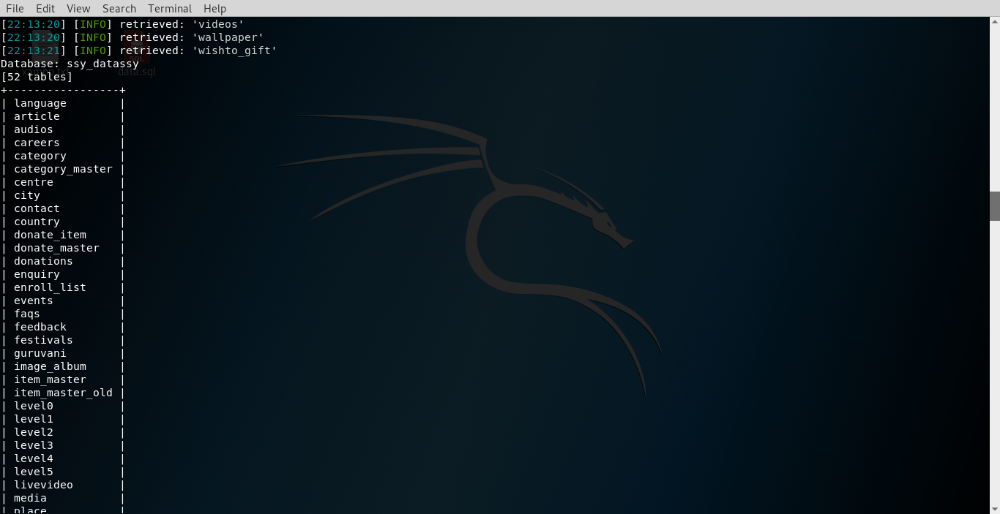 File Edit View Search Terminal Help
[22:13:20] [INFO] retrieved: 'videos'
[22:13:20] [INFO] retrieved: 'wallpaper'
[22:13:21] [INFO] retrieved: 'wishto_gift'
Database: ssy_datassy
xampp.txt data.sql
[52 tables]
+-----------------+
| language        |
| article         |
| audios          |
| careers         |
| category        |
| category_master |
| centre          |
| city            |
| contact         |
| country         |
| donate_item     |
| donate_master   |
| donations       |
| enquiry         |
| enroll_list     |
| events          |
| faqs            |
| feedback        |
| festivals       |
| guruvani        |
| image_album     |
| item_master     |
| item_master_old |
| level0          |
| level1          |
| level2          |
| level3          |
| level4          |
| level5          |
| livevideo       |
| media           |
| place           |